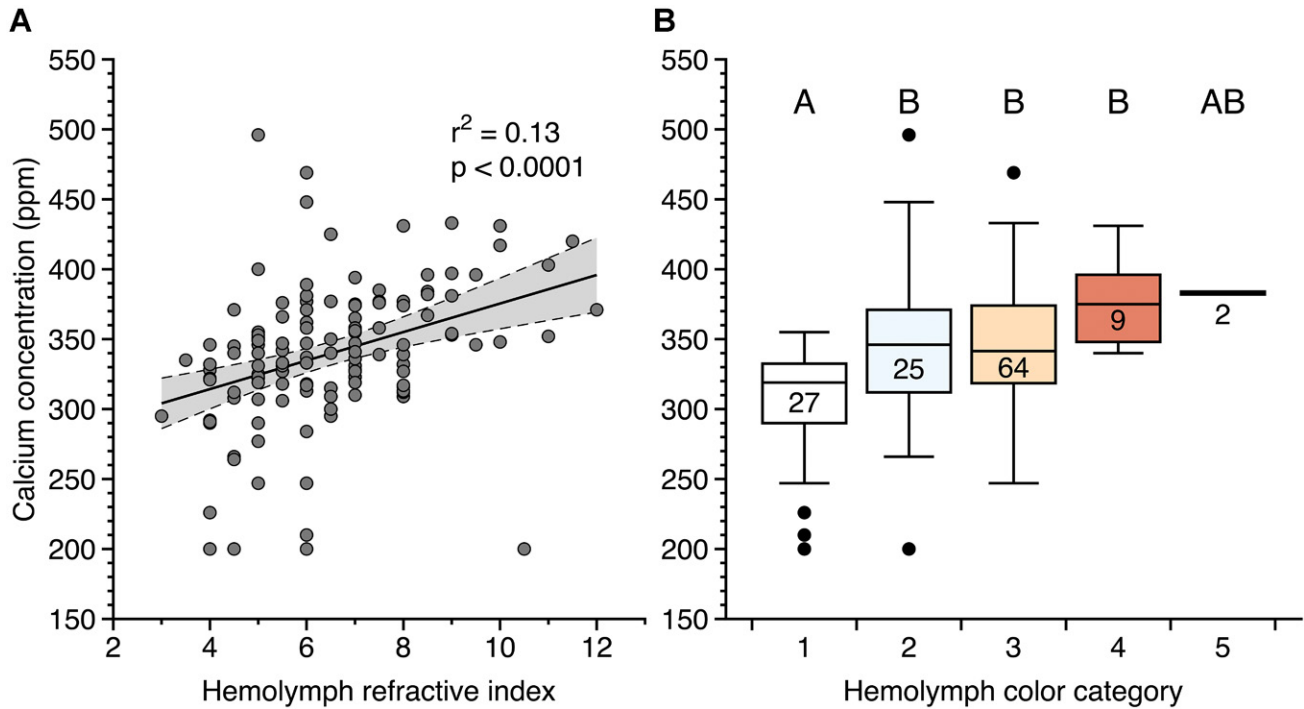 A
Calcium concentration (ppm)
550
500
450
400
350
300
250
200
150
r² = 0.13
p < 0.0001
2
4
6
8
10
12
Hemolymph refractive index
B
550
500
450
400
350
300
250
200
150
A B B B AB
27 25 64 9 2
1 2 3 4 5
Hemolymph color category